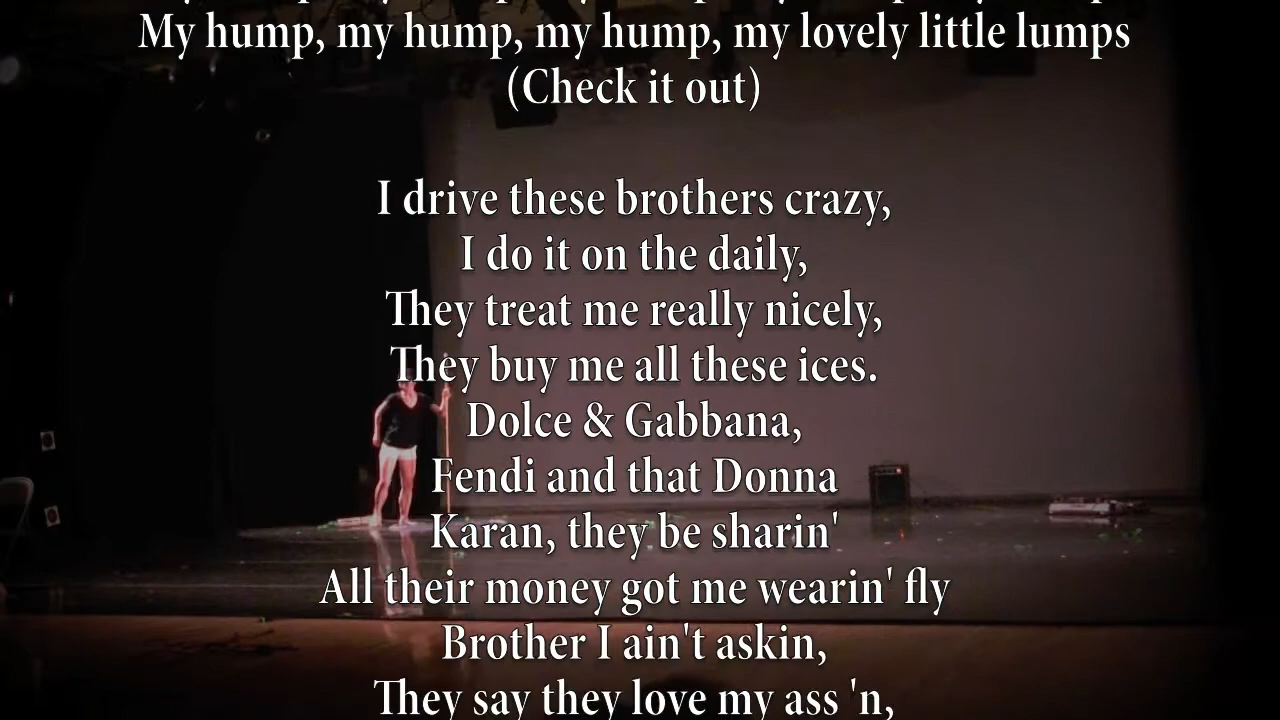 My hump, my hump, my hump, my lovely little lumps
(Check it out)
I drive these brothers crazy,
I do it on the daily,
They treat me really nicely,
They buy me all these ices.
Dolce & Gabbana,
Fendi and that Donna
Karan, they be sharin'
All their money got me wearin' fly
Brother I ain't askin,
They say they love my ass 'n,